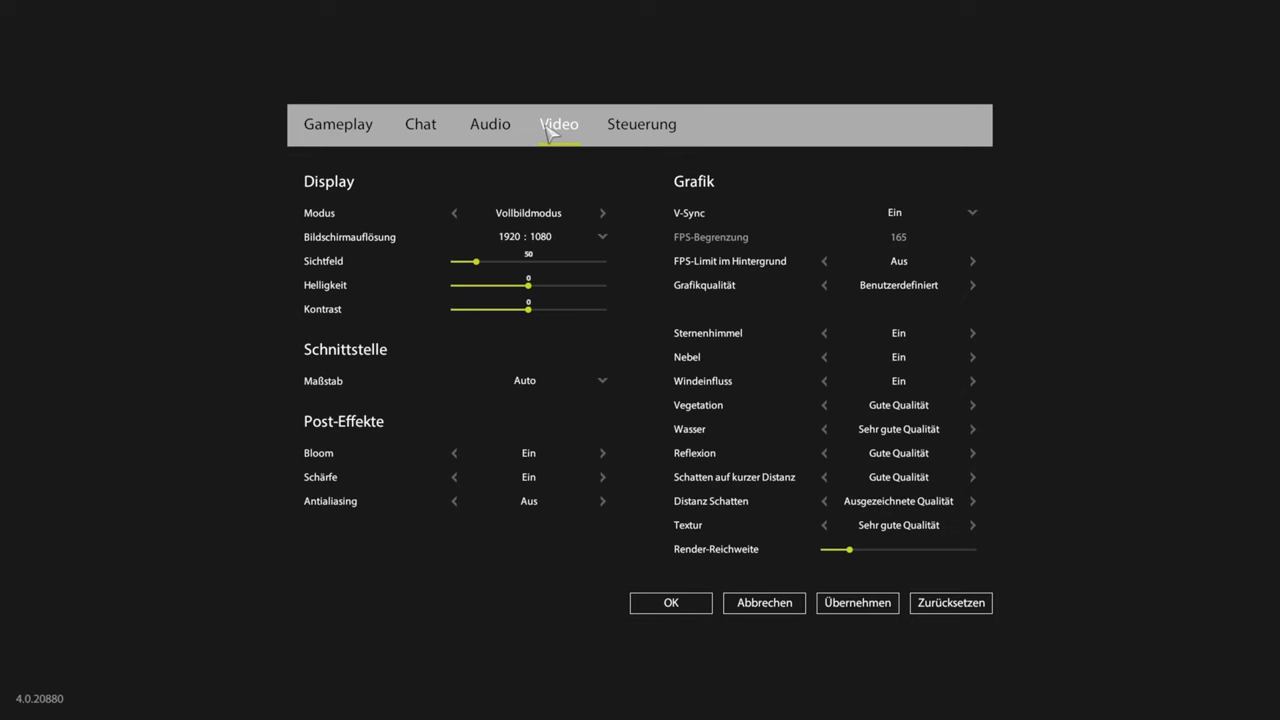 Gameplay Chat Audio Video Steuerung
Display
Modus Vollbildmodus
Bildschirmauflösung 1920 : 1080
Sichtfeld 50
Helligkeit 0
Kontrast 0
Schnittstelle
Maßstab Auto
Post-Effekte
Bloom Ein
Schärfe Ein
Antialiasing Aus
Grafik
V-Sync Ein
FPS-Begrenzung 165
FPS-Limit im Hintergrund Aus
Grafikqualität Benutzerdefiniert
Sternenhimmel Ein
Nebel Ein
Windeinfluss Ein
Vegetation Gute Qualität
Wasser Sehr gute Qualität
Reflexion Gute Qualität
Schatten auf kurzer Distanz Gute Qualität
Distanz Schatten Ausgezeichnete Qualität
Textur Sehr gute Qualität
Render-Reichweite
OK Abbrechen Übernehmen Zurücksetzen
4.0.20880